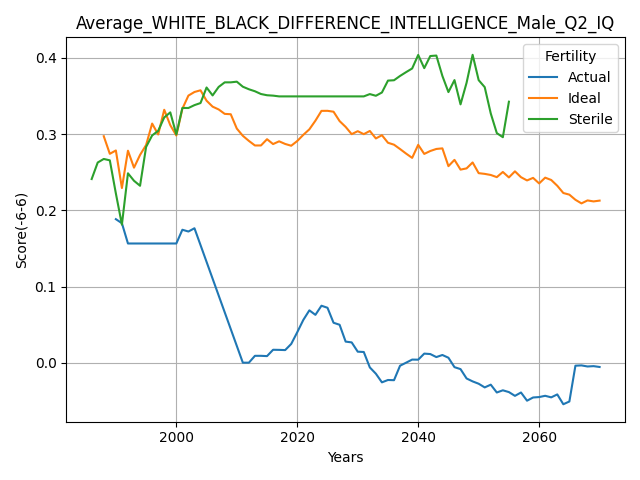 Average_WHITE_BLACK_DIFFERENCE_INTELLIGENCE_Male_Q2_IQ
Fertility
Actual
Ideal
Sterile
Score(-6-6)
0.4
0.3
0.2
0.1
0.0
2000 2020 2040 2060
Years